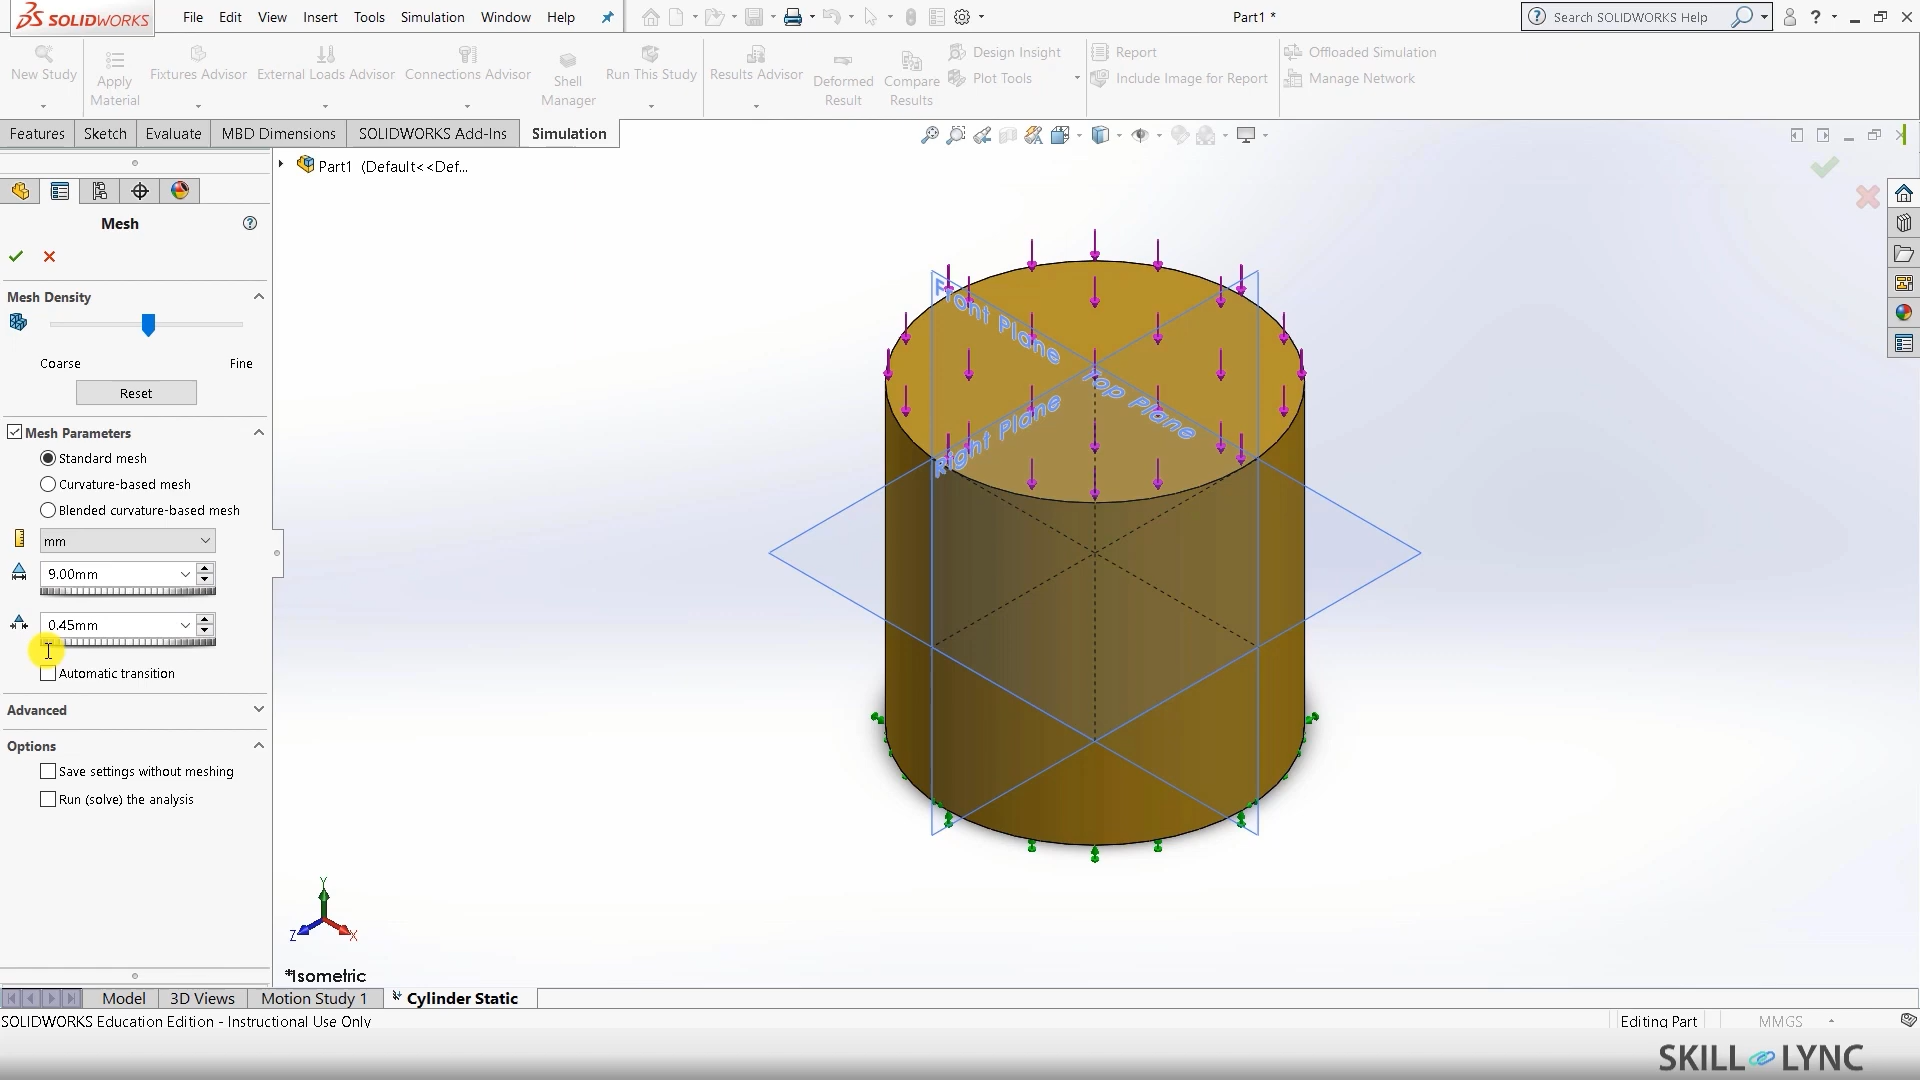 SOLIDWORKS
File Edit View Insert Tools Simulation Window Help
Part1 *
Search SOLIDWORKS Help
?
New Study
Apply Material
Fixtures Advisor
External Loads Advisor
Connections Advisor
Shell Manager
Run This Study
Results Advisor
Deformed Result
Compare Results
Design Insight
Plot Tools
Report
Include Image for Report
Offloaded Simulation
Manage Network
Features Sketch Evaluate MBD Dimensions SOLIDWORKS Add-Ins Simulation
Part1 (Default<<Def...
Mesh
Mesh Density
Coarse Fine
Reset
Mesh Parameters
Standard mesh
Curvature-based mesh
Blended curvature-based mesh
mm
9.00mm
0.45mm
Automatic transition
Advanced
Options
Save settings without meshing
Run (solve) the analysis
Front Plane
Top Plane
Right Plane
Y
Z X
*Isometric
Model 3D Views Motion Study 1 Cylinder Static
SOLIDWORKS Education Edition - Instructional Use Only
Editing Part
MMGS
SKILL LYNC